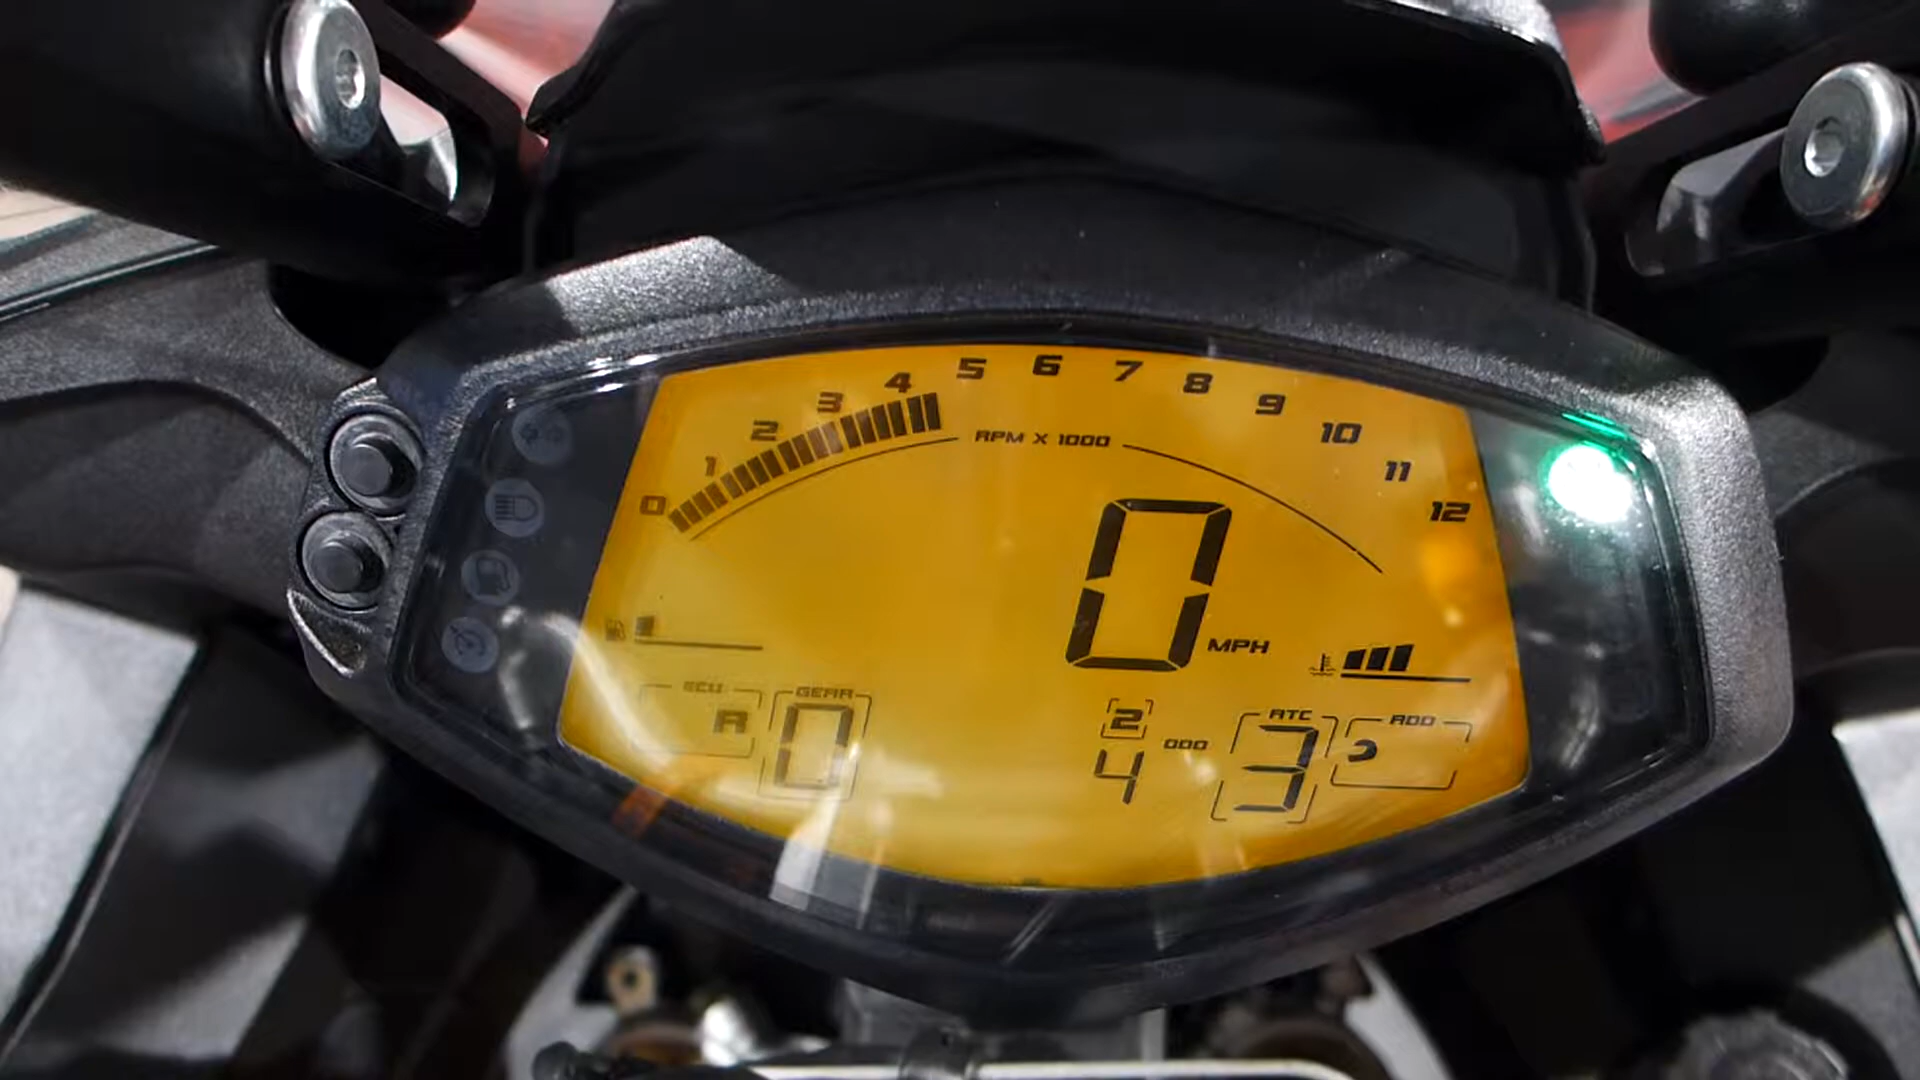 0 1 2 3 4 5 6 7 8 9 10 11 12
RPM X 1000
0 MPH
ECU GEAR
R 0
2
4 ODO
ATC ADD
3